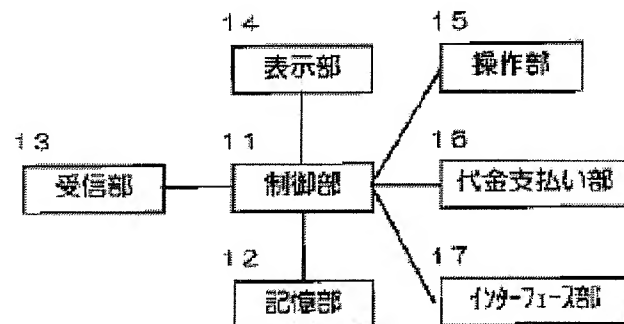 14
表示部
15
操作部
13
受信部
11
制御部
16
代金支払い部
12
記憶部
17
インターフェース部